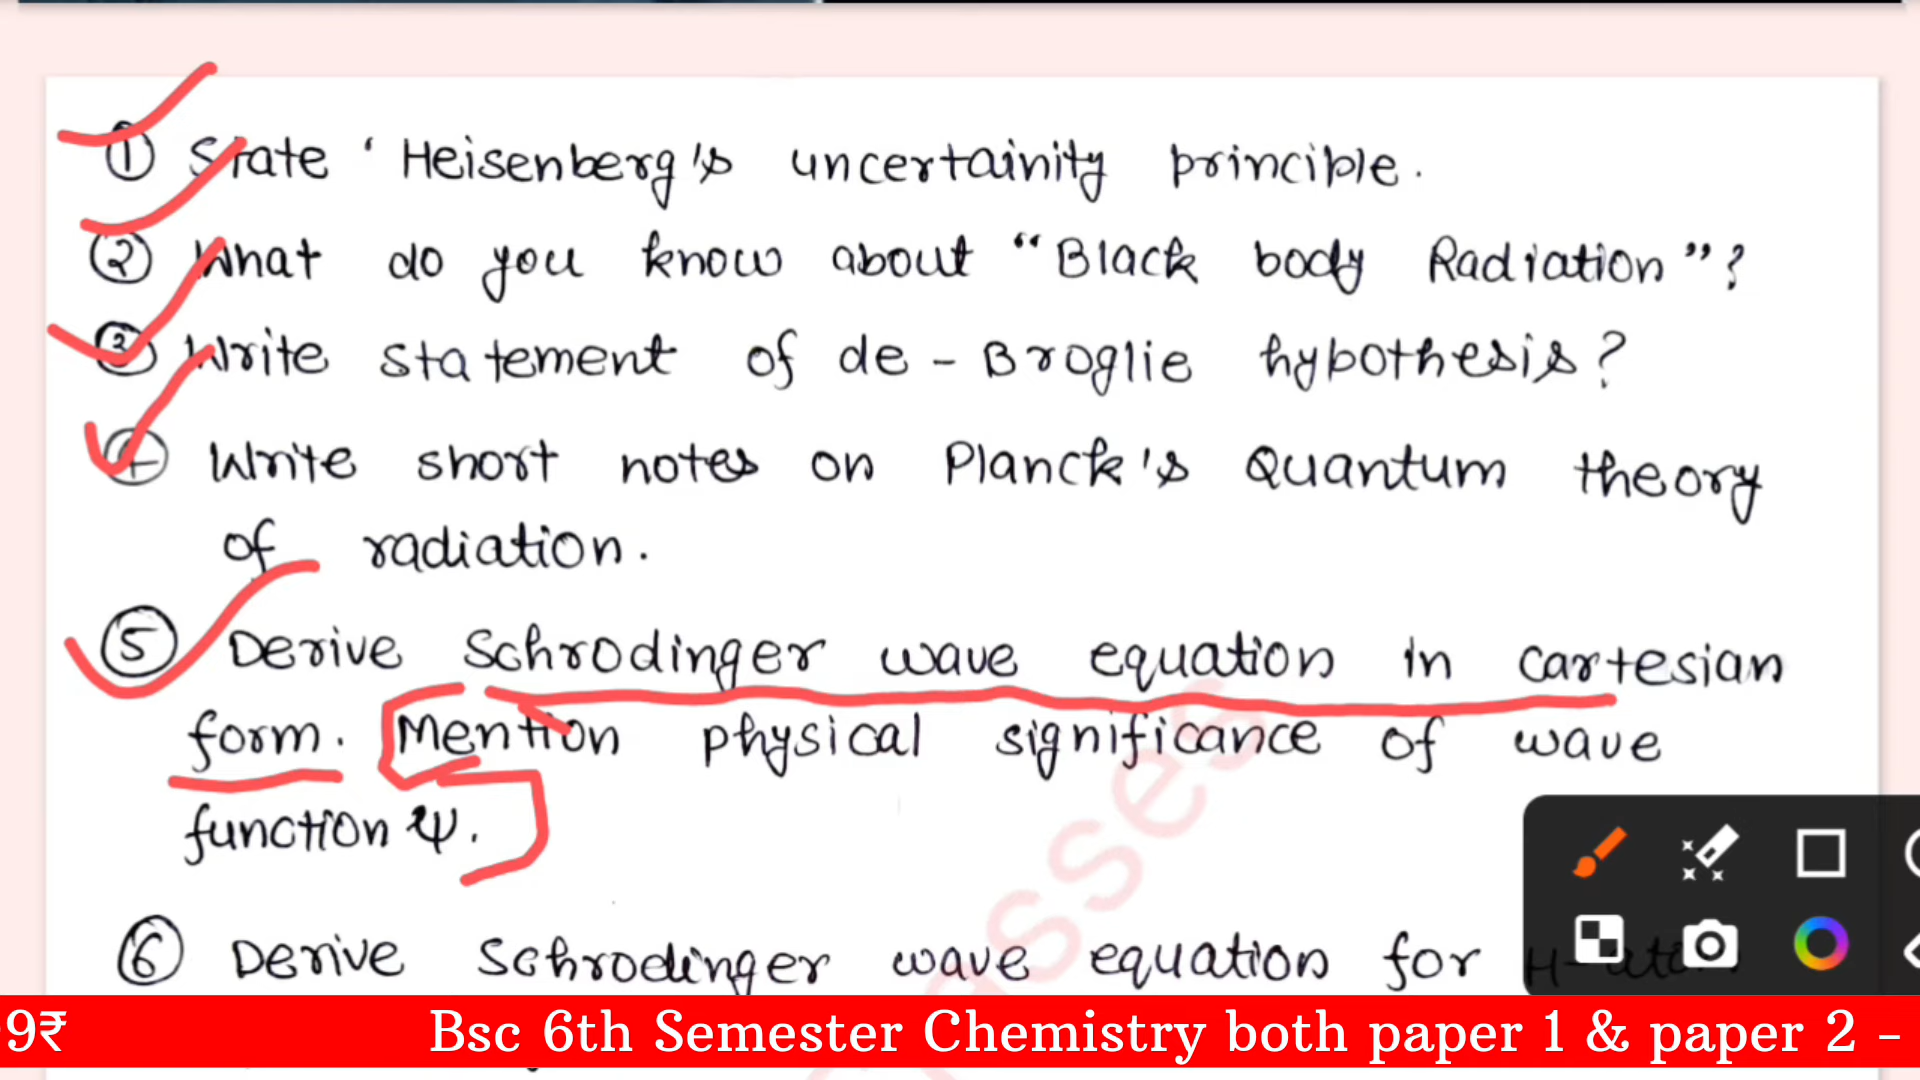 ① State ' Heisenberg's uncertainity principle.
② What do you know about "Black body Radiation"?
③ Write statement of de-Broglie hypothesis?
④ Write short notes on Planck's Quantum theory
of radiation.
⑤ Derive Schrodinger wave equation in cartesian
form. Mention physical significance of wave
function Ψ.
⑥ Derive Schrodinger wave equation for H-atom
asses
9₹ Bsc 6th Semester Chemistry both paper 1 & paper 2 -